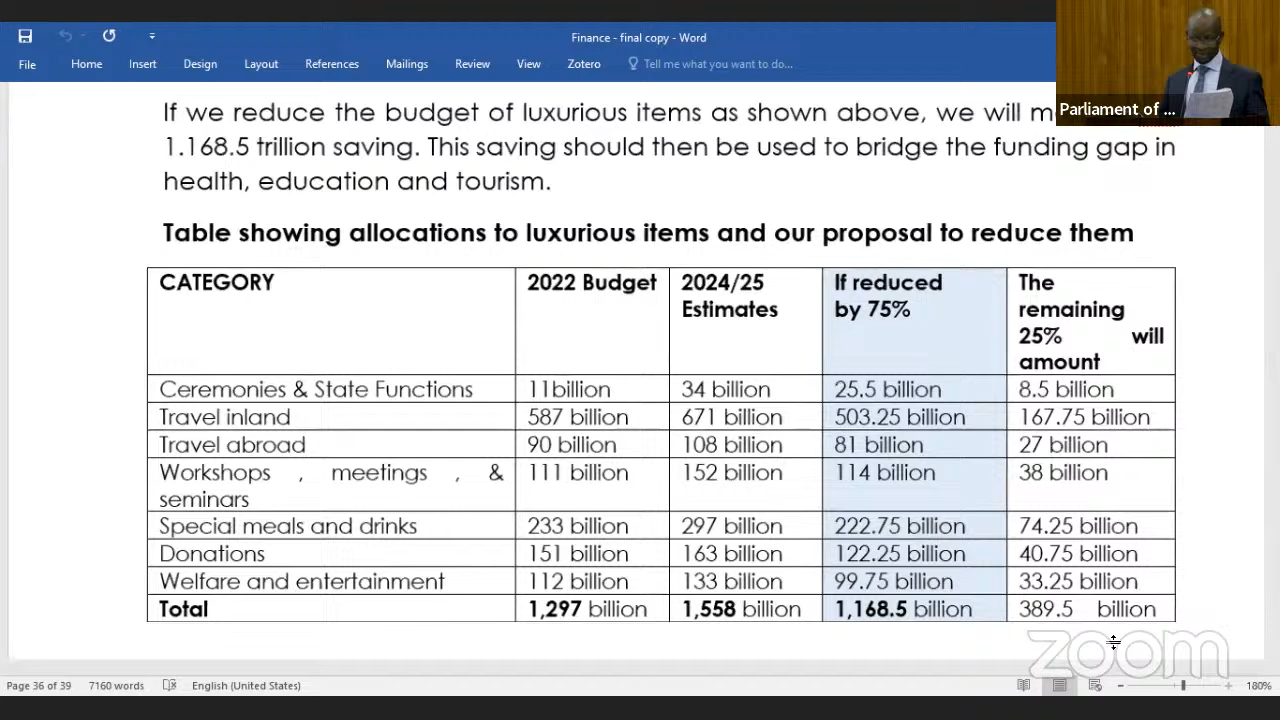 Finance - final copy - Word
File Home Insert Design Layout References Mailings Review View Zotero Tell me what you want to do...
Parliament of ...
If we reduce the budget of luxurious items as shown above, we will m
1.168.5 trillion saving. This saving should then be used to bridge the funding gap in
health, education and tourism.
Table showing allocations to luxurious items and our proposal to reduce them
CATEGORY 2022 Budget 2024/25 Estimates If reduced by 75% The remaining 25% will amount
Ceremonies & State Functions 11billion 34 billion 25.5 billion 8.5 billion
Travel inland 587 billion 671 billion 503.25 billion 167.75 billion
Travel abroad 90 billion 108 billion 81 billion 27 billion
Workshops , meetings , & seminars 111 billion 152 billion 114 billion 38 billion
Special meals and drinks 233 billion 297 billion 222.75 billion 74.25 billion
Donations 151 billion 163 billion 122.25 billion 40.75 billion
Welfare and entertainment 112 billion 133 billion 99.75 billion 33.25 billion
Total 1,297 billion 1,558 billion 1,168.5 billion 389.5 billion
zoom
Page 36 of 39 7160 words English (United States) 180%